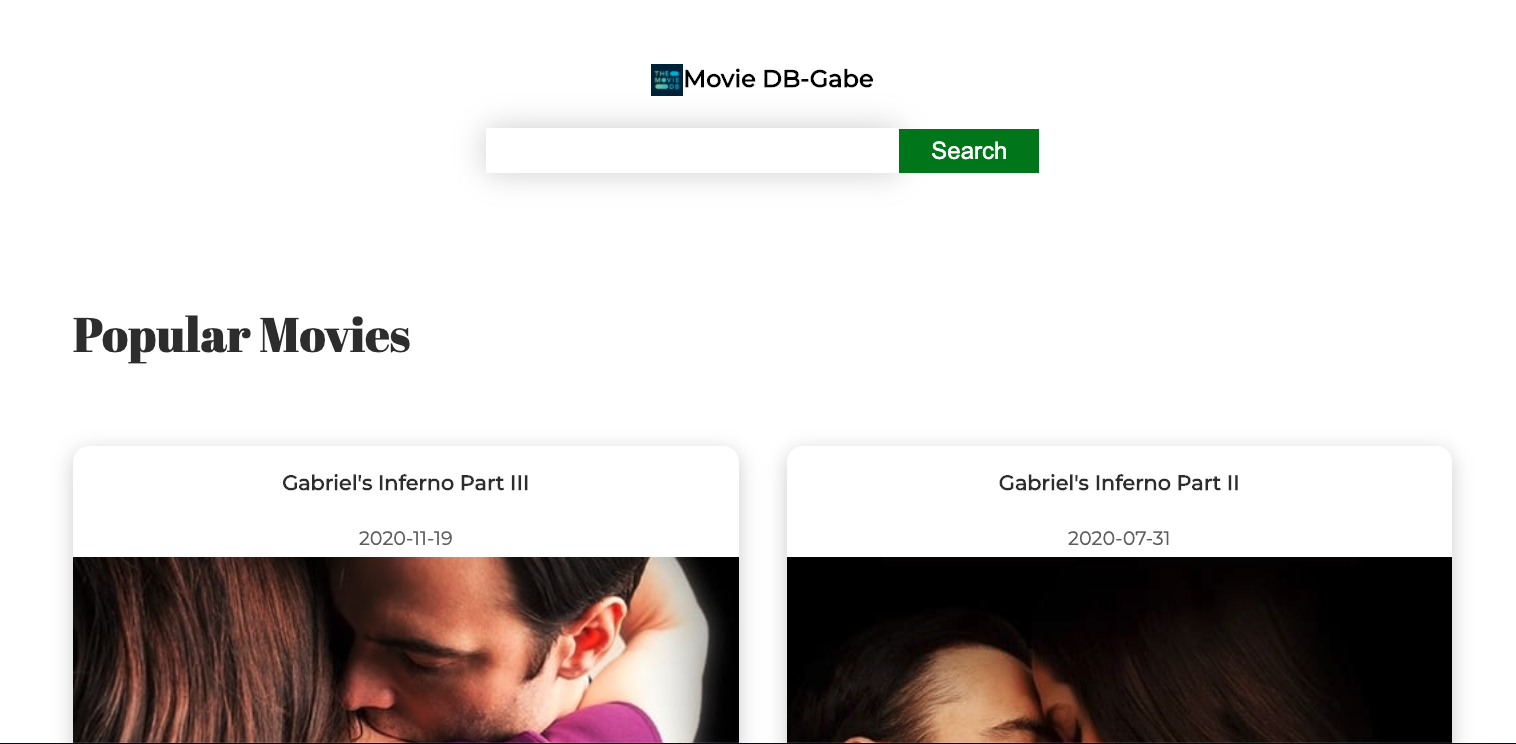 THE
MOVIE
DB
Movie DB-Gabe
Search
Popular Movies
Gabriel's Inferno Part III
2020-11-19
Gabriel's Inferno Part II
2020-07-31